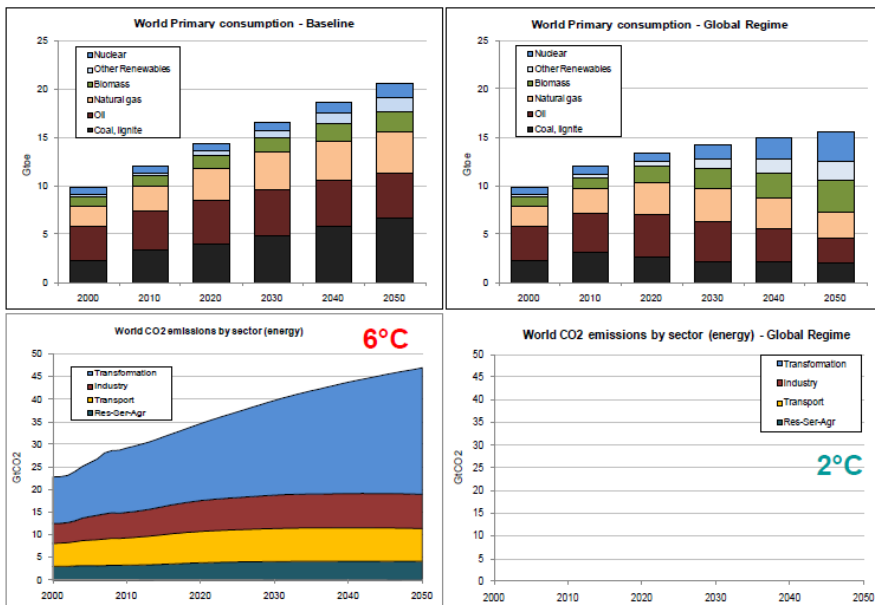 World Primary consumption - Baseline
25
20
15
10
5
0
Gtoe
Nuclear
Other Renewables
Biomass
Natural gas
Oil
Coal, lignite
2000 2010 2020 2030 2040 2050
World Primary consumption - Global Regime
25
20
15
10
5
0
Gtoe
Nuclear
Other Renewables
Biomass
Natural gas
Oil
Coal, lignite
2000 2010 2020 2030 2040 2050
World CO2 emissions by sector (energy)
6°C
50
45
40
35
30
25
20
15
10
5
0
GtCO2
Transformation
Industry
Transport
Res-Ser-Agr
2000 2010 2020 2030 2040 2050
World CO2 emissions by sector (energy) - Global Regime
50
45
40
35
30
25
20
15
10
5
0
GtCO2
Transformation
Industry
Transport
Res-Ser-Agr
2°C
2000 2010 2020 2030 2040 2050